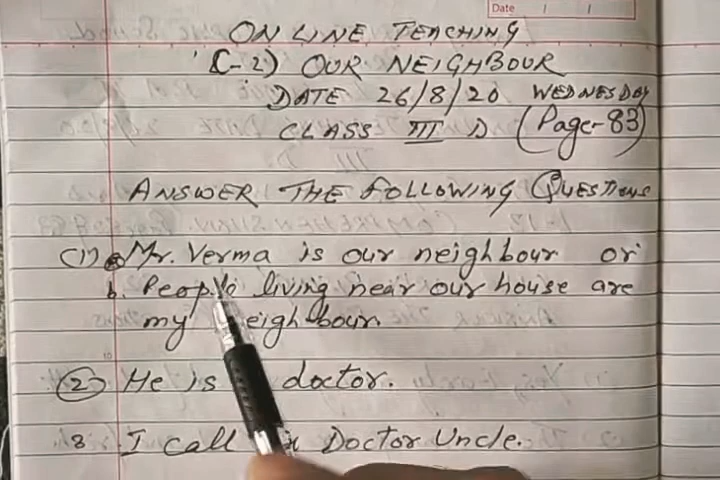 Date / /
ON LINE TEACHING
(C-2) OUR NEIGHBOUR
DATE 26/8/20 WEDNESDAY
CLASS III D (Page-83)
ANSWER THE FOLLOWING QUESTIONS
(1) a Mr. Verma is our neighbour or
b. People living near our house are
my neighbour.
(2) He is doctor.
3 I call Doctor Uncle.